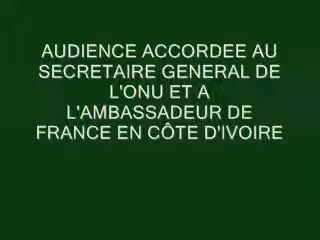 AUDIENCE ACCORDEE AU
SECRETAIRE GENERAL DE
L'ONU ET A
L'AMBASSADEUR DE
FRANCE EN CÔTE D'IVOIRE